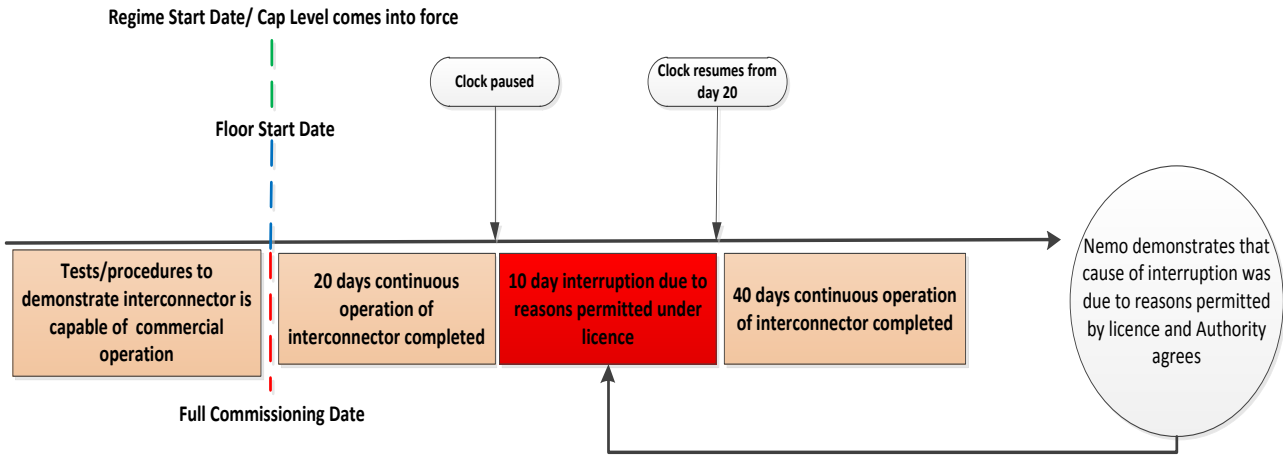 Regime Start Date/ Cap Level comes into force
Clock paused
Clock resumes from
day 20
Floor Start Date
Tests/procedures to
demonstrate interconnector is
capable of commercial
operation
20 days continuous
operation of
interconnector completed
10 day interruption due to
reasons permitted under
licence
40 days continuous operation
of interconnector completed
Nemo demonstrates that
cause of interruption was
due to reasons permitted
by licence and Authority
agrees
Full Commissioning Date